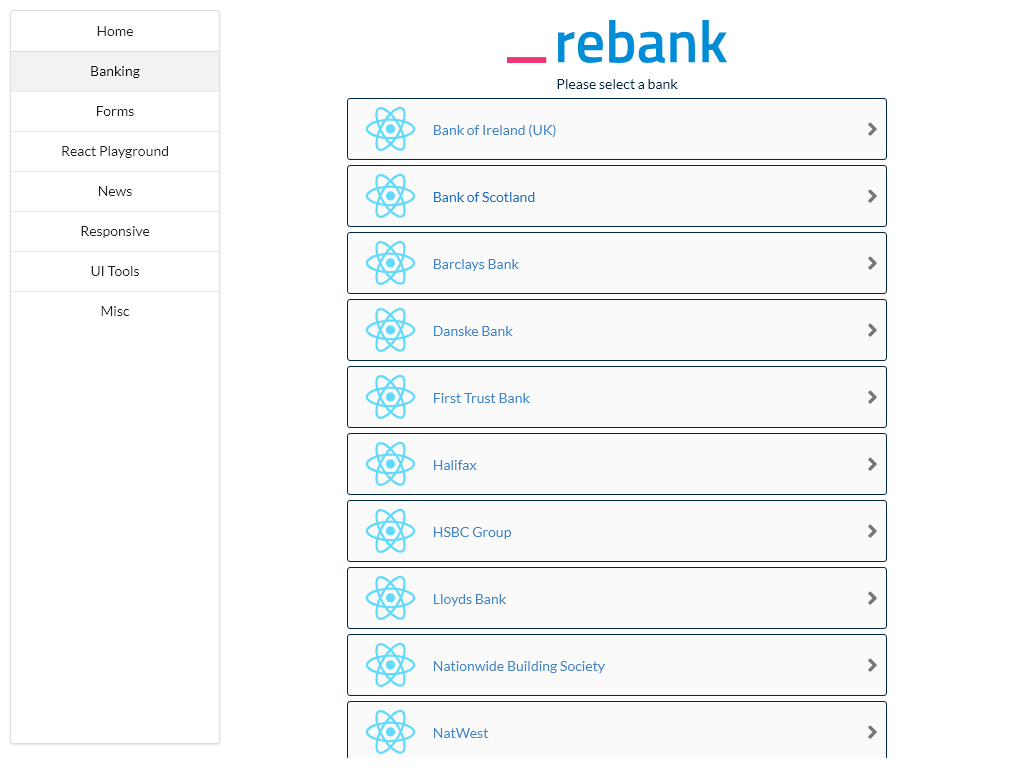 Home
Banking
Forms
React Playground
News
Responsive
UI Tools
Misc
_rebank
Please select a bank
Bank of Ireland (UK)
Bank of Scotland
Barclays Bank
Danske Bank
First Trust Bank
Halifax
HSBC Group
Lloyds Bank
Nationwide Building Society
NatWest